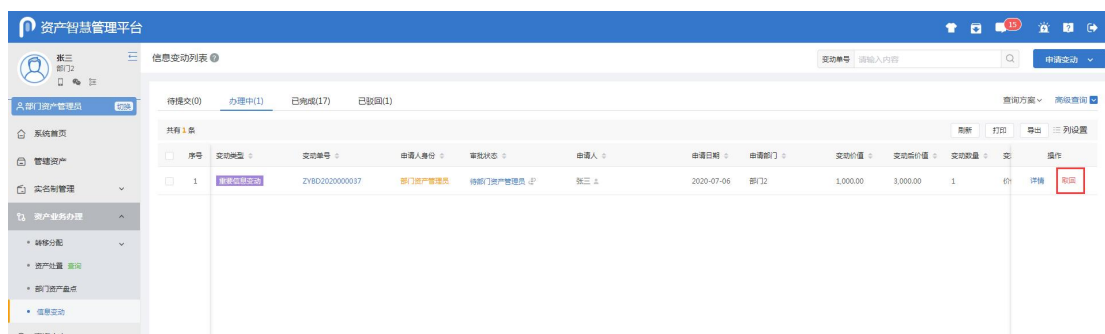 资产智慧管理平台
15
张三
部门2
部门资产管理员
切换
系统首页
管辖资产
实名制管理
资产业务办理
转移分配
资产处置 查询
部门资产盘点
信息变动
信息变动列表
变动单号 请输入内容
申请变动
待提交(0) 办理中(1) 已完成(17) 已驳回(1)
查询方案 高级查询
共有 1 条
刷新 打印 导出 列设置
序号 变动类型 变动单号 申请人身份 审批状态 申请人 申请日期 申请部门 变动价值 变动后价值 变动数量 变 操作
1 重要信息变动 ZYBD2020000037 部门资产管理员 待部门资产管理员 张三 2020-07-06 部门2 1,000.00 3,000.00 1 价 详情 驳回